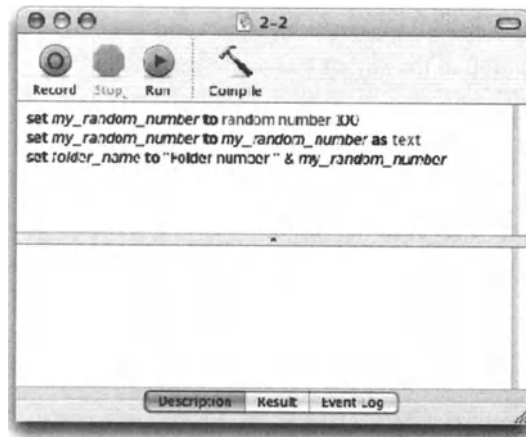 2-2
Record Stop Run Compile
set my_random_number to random number 100
set my_random_number to my_random_number as text
set folder_name to "Folder number " & my_random_number
Description Result Event Log